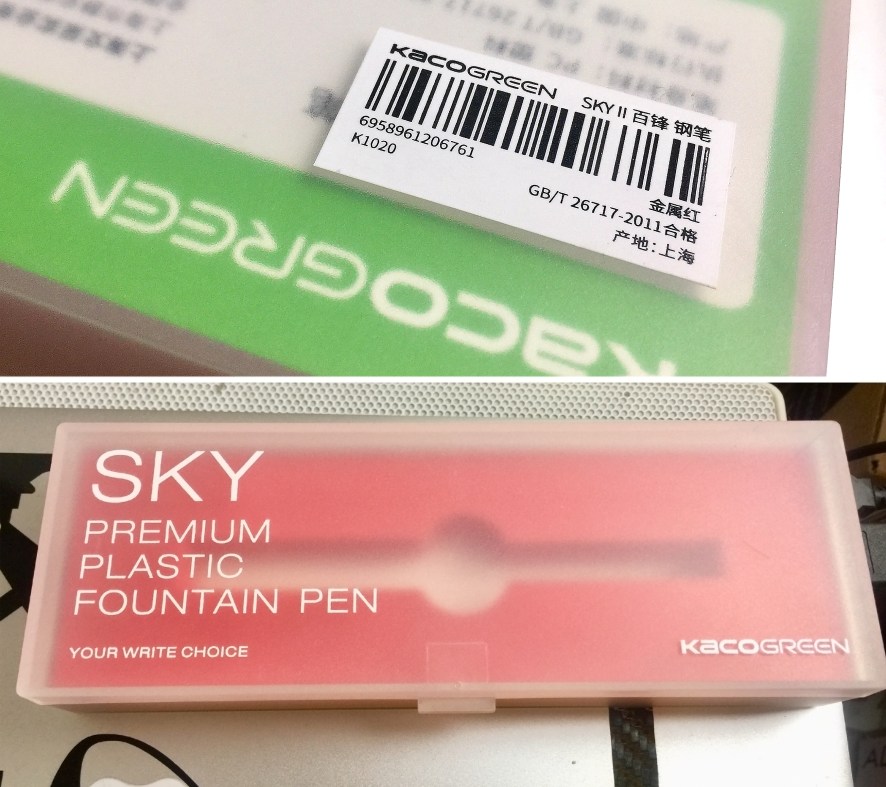 KACOGREEN
SKY II 百锋 钢笔
6958961206761
K1020
金属红
GB/T 26717-2011合格
产地:上海
KACOGREEN
SKY
PREMIUM
PLASTIC
FOUNTAIN PEN
YOUR WRITE CHOICE
KACOGREEN